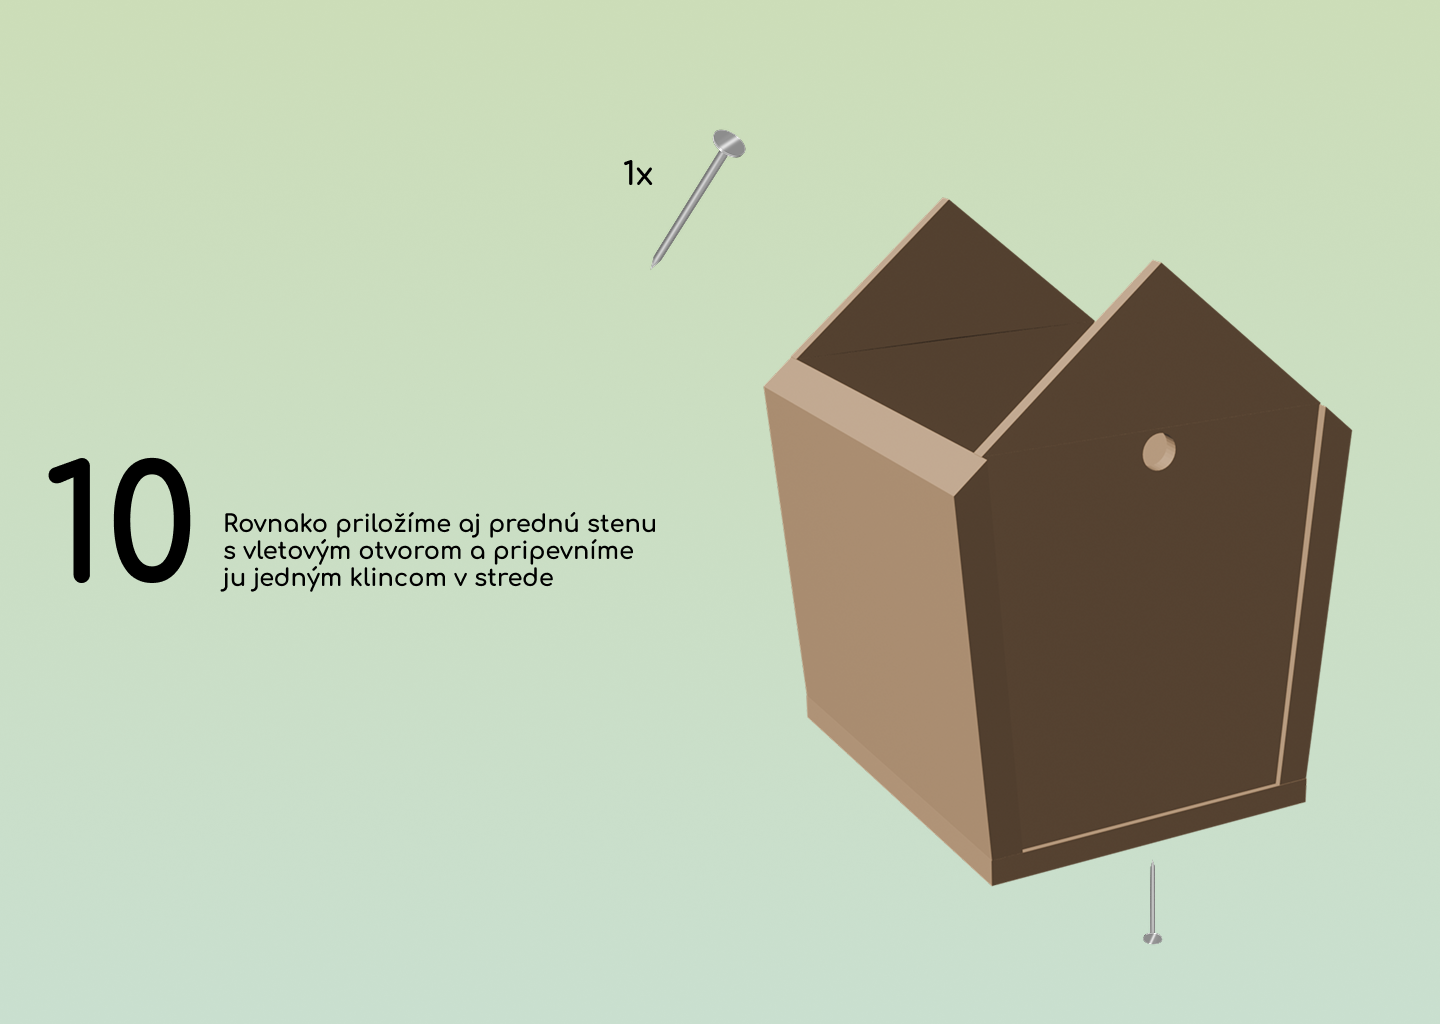 1x
10
Rovnako priložíme aj prednú stenu
s vletovým otvorom a pripevníme
ju jedným klincom v strede